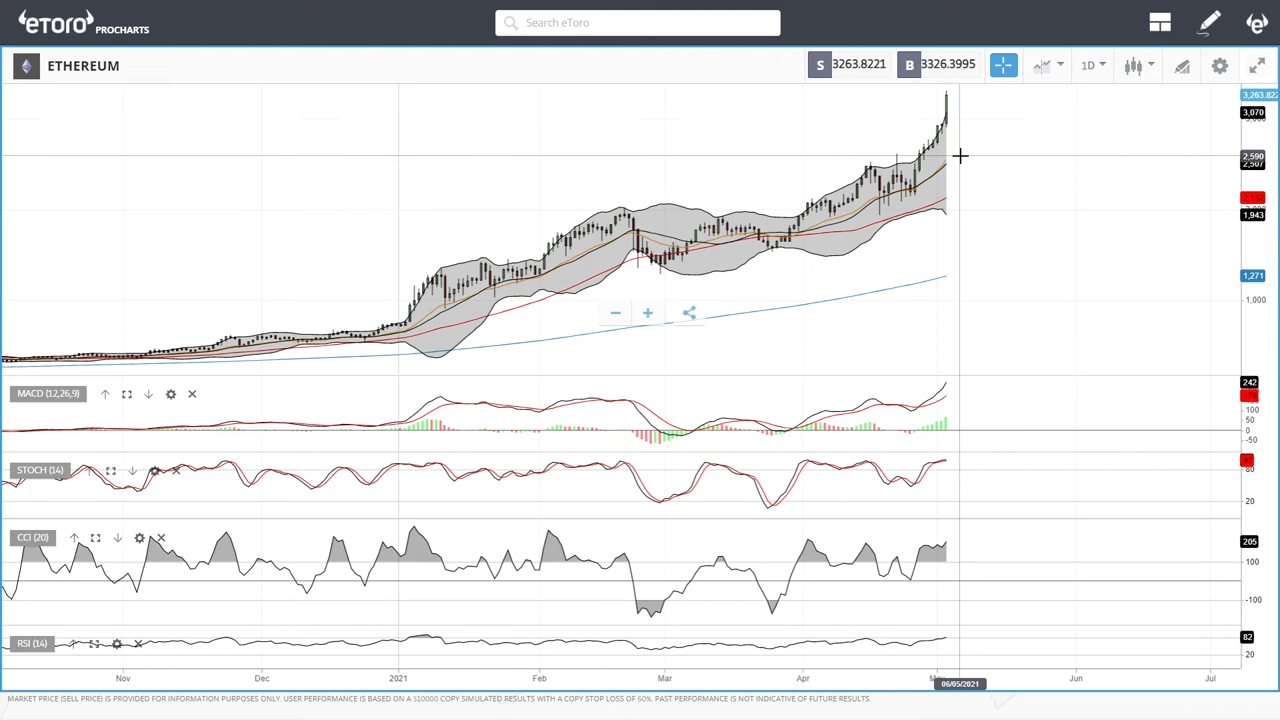 eToro PROCHARTS
Search eToro
ETHEREUM
S 3263.8221 B 3326.3995 1D
3,263.822
3,070
2,590
2,507
1,943
1,271
1,000
MACD (12,26,9)
242
100
50
0
-50
STOCH (14)
80
20
CCI (20)
205
100
-100
RSI (14)
82
20
Nov Dec 2021 Feb Mar Apr Jun Jul
06/05/2021
MARKET PRICE (SELL PRICE) IS PROVIDED FOR INFORMATION PURPOSES ONLY. USER PERFORMANCE IS BASED ON A $10000 COPY SIMULATED RESULTS WITH A COPY STOP LOSS OF 60%. PAST PERFORMANCE IS NOT INDICATIVE OF FUTURE RESULTS.